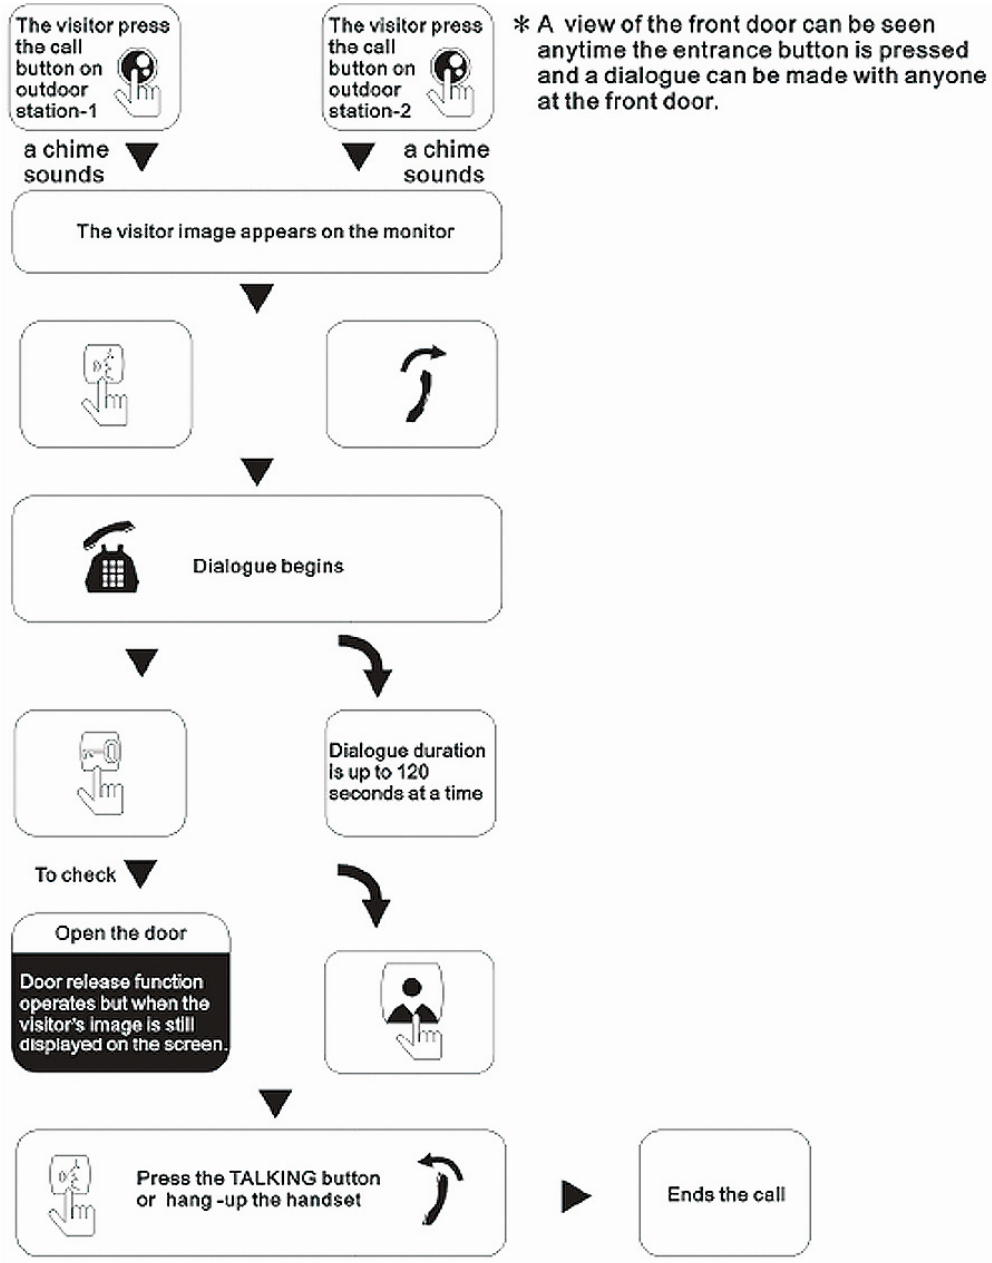 The visitor press
the call
button on
outdoor
station-1
The visitor press
the call
button on
outdoor
station-2
* A view of the front door can be seen
anytime the entrance button is pressed
and a dialogue can be made with anyone
at the front door.
a chime
sounds
a chime
sounds
The visitor image appears on the monitor
Dialogue begins
Dialogue duration
is up to 120
seconds at a time
To check
Open the door
Door release function
operates but when the
visitor's image is still
displayed on the screen.
Press the TALKING button
or hang -up the handset
Ends the call